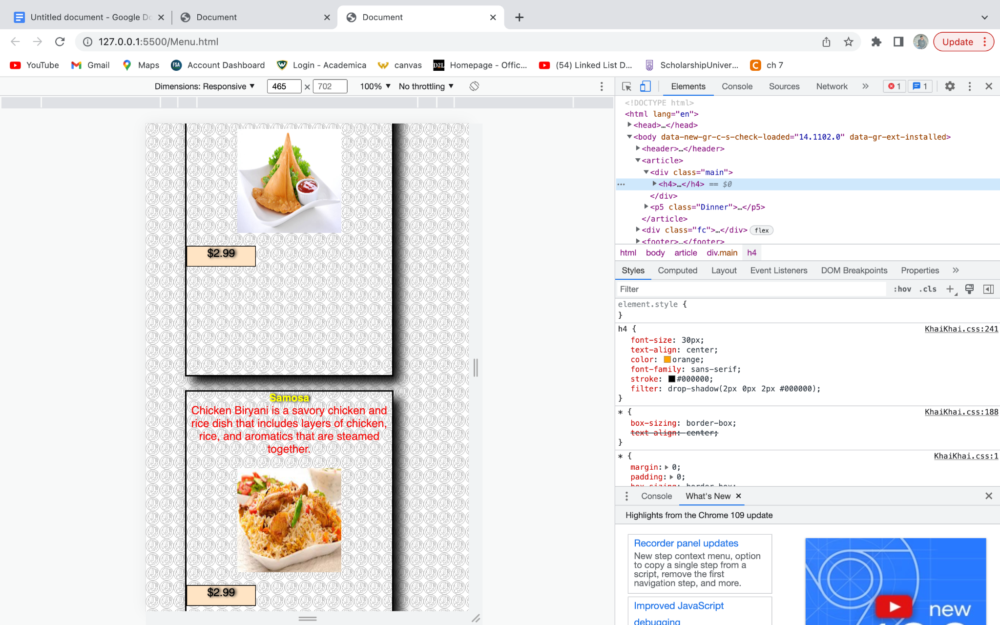 Untitled document - Google Do
Document
Document
127.0.0.1:5500/Menu.html
Update
YouTube
Gmail
Maps
FSA Account Dashboard
Login - Academica
canvas
D2L Homepage - Offic...
(54) Linked List D...
ScholarshipUniver...
C ch 7
Dimensions: Responsive ▼ 465 × 702 100% ▼ No throttling ▼
Elements Console Sources Network » 1 1
<!DOCTYPE html>
<html lang="en">
<head>…</head>
<body data-new-gr-c-s-check-loaded="14.1102.0" data-gr-ext-installed>
<header>…</header>
<article>
<div class="main">
<h4>…</h4> == $0
</div>
<p5 class="Dinner">…</p5>
</article>
<div class="fc">…</div> flex
<footer>…</footer>
html body article div.main h4
Styles Computed Layout Event Listeners DOM Breakpoints Properties »
Filter :hov .cls +
element.style {
}
h4 { KhaiKhai.css:241
font-size: 30px;
text-align: center;
color: orange;
font-family: sans-serif;
stroke: #000000;
filter: drop-shadow(2px 0px 2px #000000);
}
* { KhaiKhai.css:188
box-sizing: border-box;
text-align: center;
}
* { KhaiKhai.css:1
margin: 0;
padding: 0;
box-sizing: border-box;
Console What's New
Highlights from the Chrome 109 update
Recorder panel updates
New step context menu, option
to copy a single step from a
script, remove the first
navigation step, and more.
Improved JavaScript
debugging
new
$2.99
Samosa
Chicken Biryani is a savory chicken and
rice dish that includes layers of chicken,
rice, and aromatics that are steamed
together.
$2.99